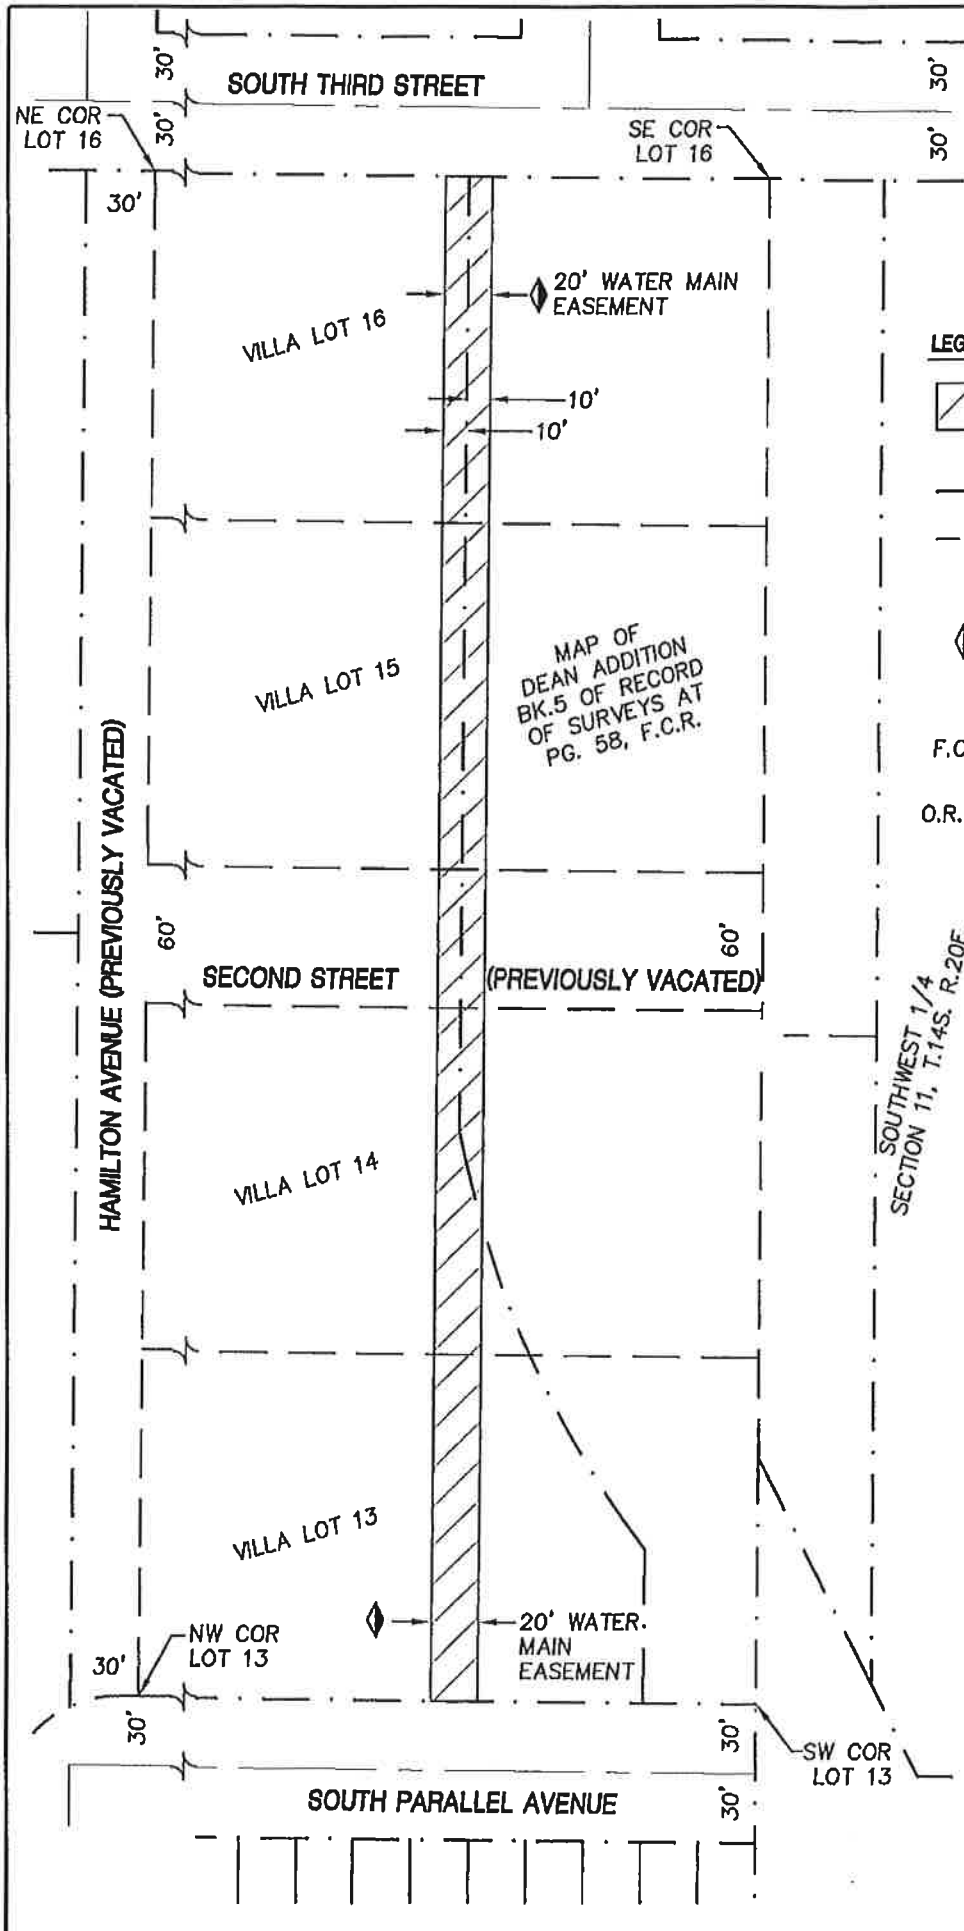 30'
30'
SOUTH THIRD STREET
30'
30'
NE COR
LOT 16
SE COR
LOT 16
30'
20' WATER MAIN
EASEMENT
VILLA LOT 16
10'
10'
LEG
MAP OF
DEAN ADDITION
BK.5 OF RECORD
OF SURVEYS AT
PG. 58, F.C.R.
VILLA LOT 15
F.C
O.R.
HAMILTON AVENUE (PREVIOUSLY VACATED)
60'
60'
SECOND STREET (PREVIOUSLY VACATED)
SOUTHWEST 1/4
SECTION 11, T.14S. R.20E
VILLA LOT 14
VILLA LOT 13
20' WATER
MAIN
EASEMENT
NW COR
LOT 13
30'
30'
30'
SW COR
LOT 13
SOUTH PARALLEL AVENUE
30'